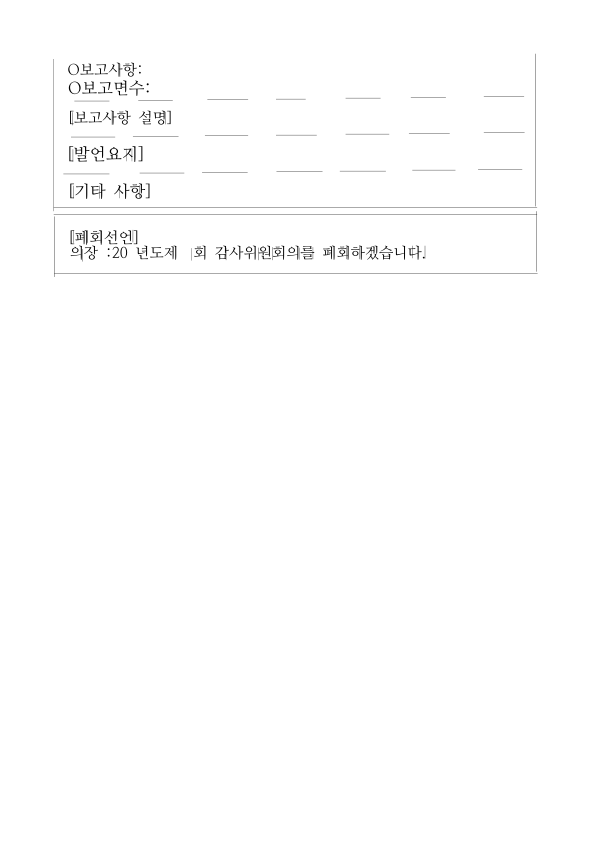 O보고사항:
O보고면수:
[보고사항 설명]
[발언요지]
[기타 사항]
[폐회선언]
의장 :20 년도제 회 감사위원회의를 폐회하겠습니다.